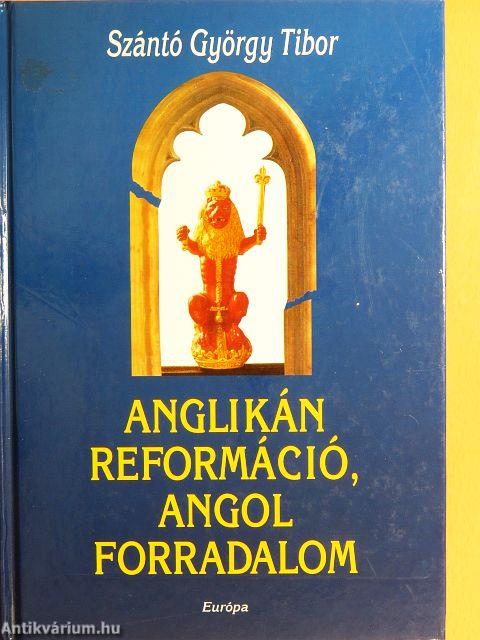 Szántó György Tibor
ANGLIKÁN
REFORMÁCIÓ,
ANGOL
FORRADALOM
Európa
Antikvárium.hu